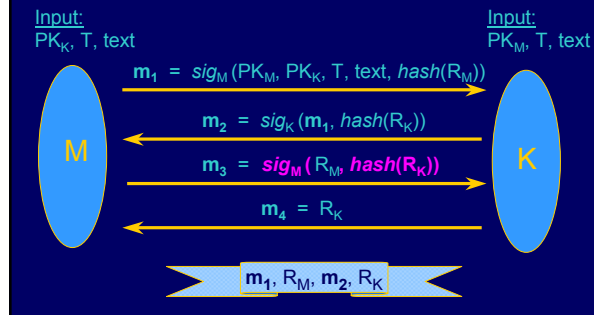 Input:
PKK, T, text
Input:
PKM, T, text
m1 = sigM(PKM, PKK, T, text, hash(RM))
m2 = sigK(m1, hash(RK))
M
K
m3 = sigM(RM, hash(RK))
m4 = RK
m1, RM, m2, RK